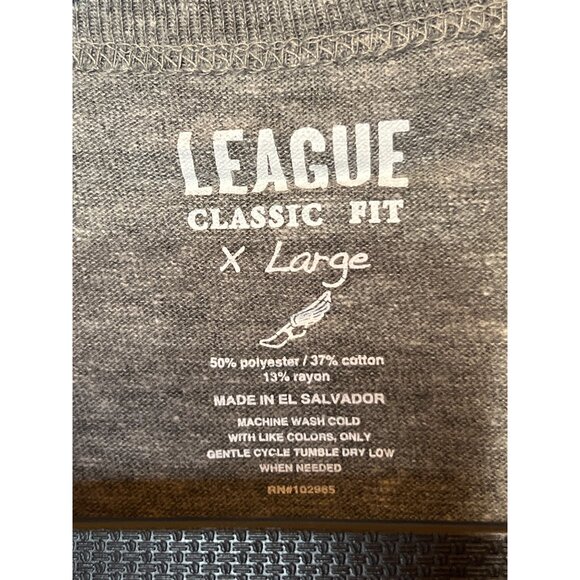 LEAGUE
CLASSIC FIT
X Large
50% polyester / 37% cotton
13% rayon
MADE IN EL SALVADOR
MACHINE WASH COLD
WITH LIKE COLORS, ONLY
GENTLE CYCLE TUMBLE DRY LOW
WHEN NEEDED
RN#102965